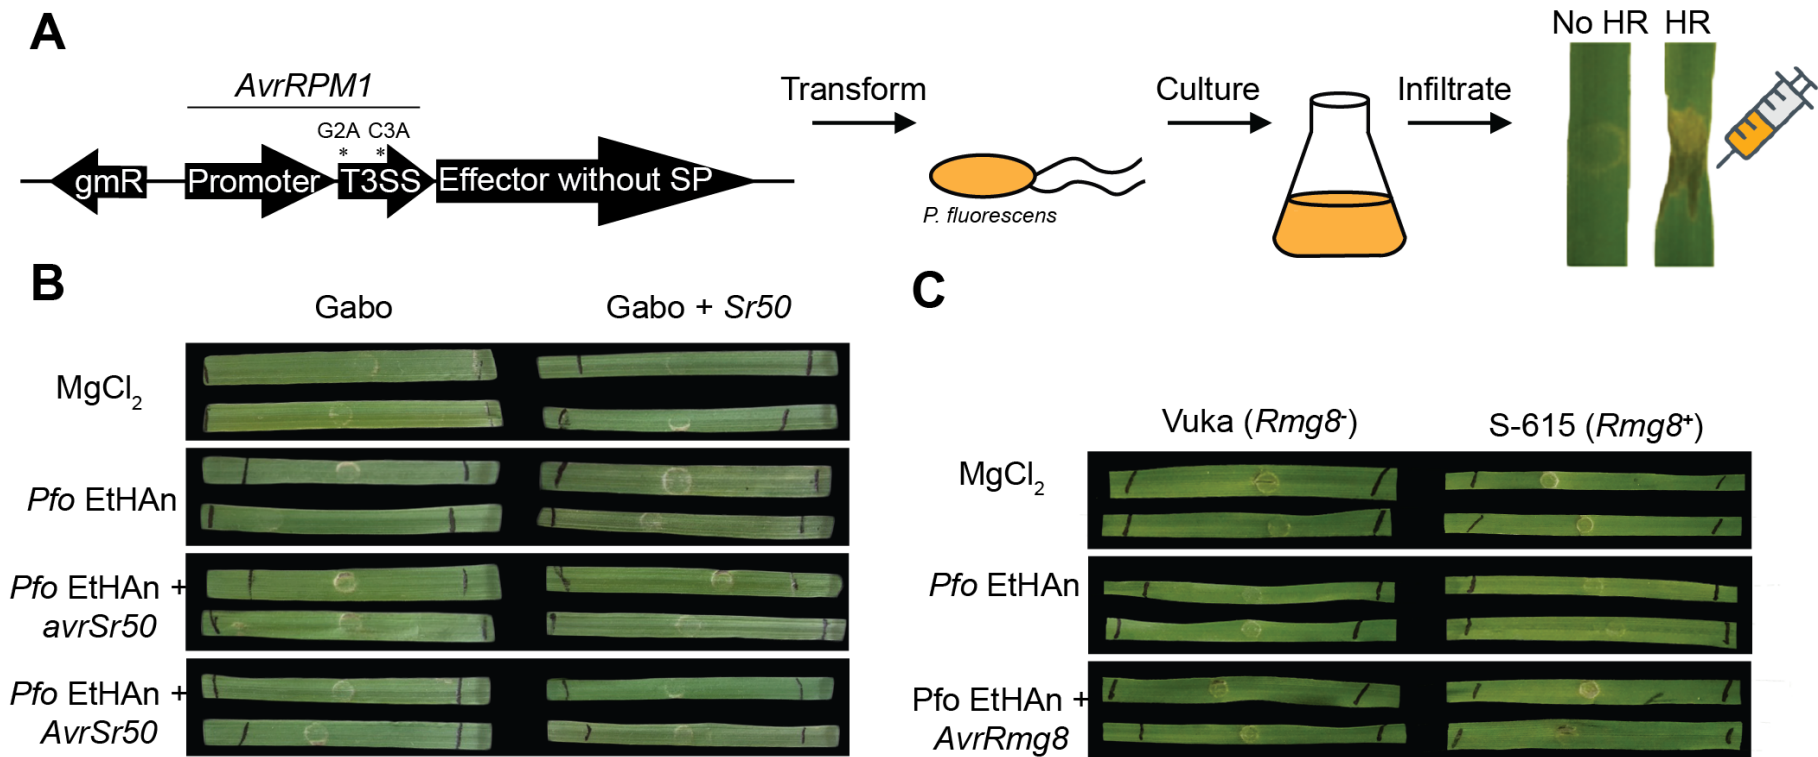 A
AvrRPM1
G2A C3A
* *
gmR Promoter T3SS Effector without SP
Transform
P. fluorescens
Culture
Infiltrate
No HR HR
B
Gabo Gabo + Sr50
MgCl2
Pfo EtHAn
Pfo EtHAn +
avrSr50
Pfo EtHAn +
AvrSr50
C
Vuka (Rmg8-) S-615 (Rmg8+)
MgCl2
Pfo EtHAn
Pfo EtHAn +
AvrRmg8